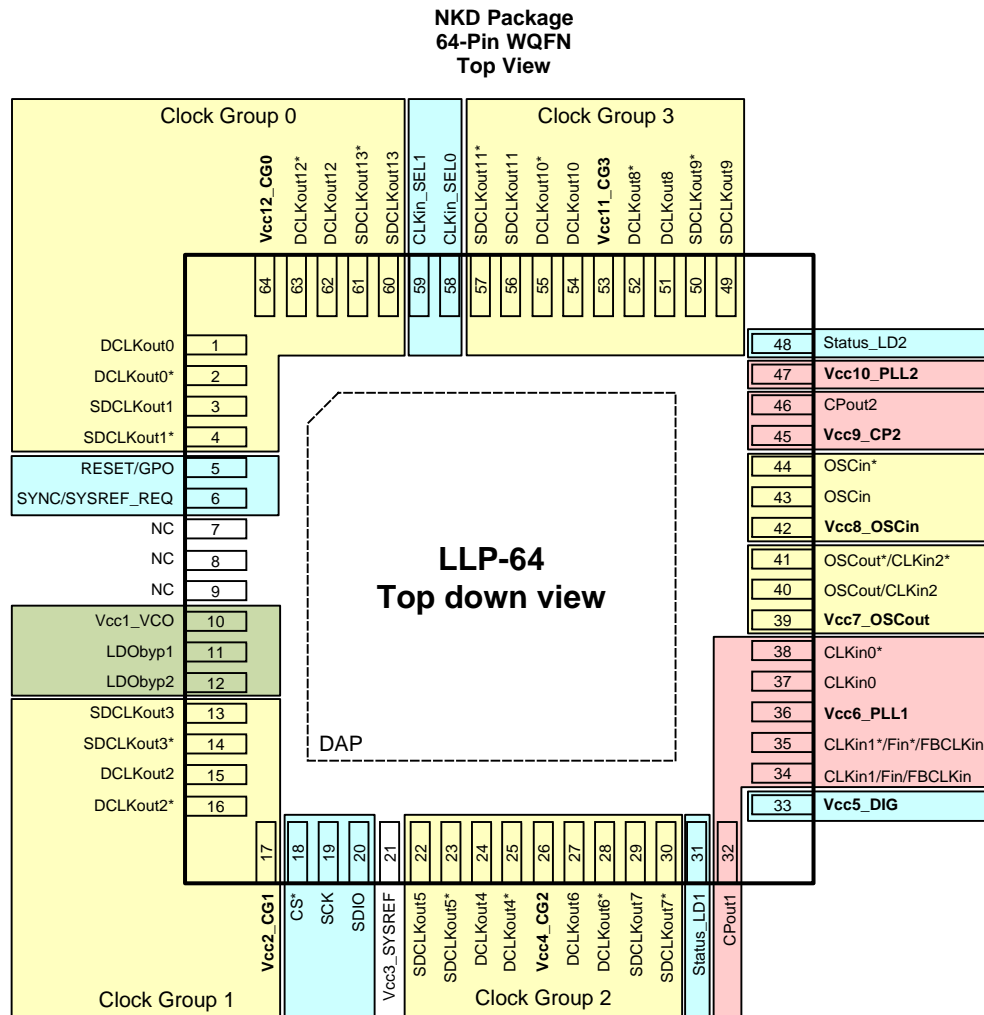 NKD Package
64-Pin WQFN
Top View
Clock Group 0
Clock Group 3
Vcc12_CG0
DCLKout12*
DCLKout12
SDCLKout13*
SDCLKout13
CLKin_SEL1
CLKin_SEL0
SDCLKout11*
SDCLKout11
DCLKout10*
DCLKout10
Vcc11_CG3
DCLKout8*
DCLKout8
SDCLKout9*
SDCLKout9
64
63
62
61
60
59
58
57
56
55
54
53
52
51
50
49
DCLKout0 1
DCLKout0* 2
SDCLKout1 3
SDCLKout1* 4
RESET/GPO 5
SYNC/SYSREF_REQ 6
NC 7
NC 8
NC 9
Vcc1_VCO 10
LDObyp1 11
LDObyp2 12
SDCLKout3 13
SDCLKout3* 14
DCLKout2 15
DCLKout2* 16
LLP-64
Top down view
DAP
48 Status_LD2
47 Vcc10_PLL2
46 CPout2
45 Vcc9_CP2
44 OSCin*
43 OSCin
42 Vcc8_OSCin
41 OSCout*/CLKin2*
40 OSCout/CLKin2
39 Vcc7_OSCout
38 CLKin0*
37 CLKin0
36 Vcc6_PLL1
35 CLKin1*/Fin*/FBCLKin
34 CLKin1/Fin/FBCLKin
33 Vcc5_DIG
17
18
19
20
21
22
23
24
25
26
27
28
29
30
31
32
Vcc2_CG1
CS*
SCK
SDIO
Vcc3_SYSREF
SDCLKout5
SDCLKout5*
DCLKout4
DCLKout4*
Vcc4_CG2
DCLKout6
DCLKout6*
SDCLKout7
SDCLKout7*
Status_LD1
CPout1
Clock Group 1
Clock Group 2